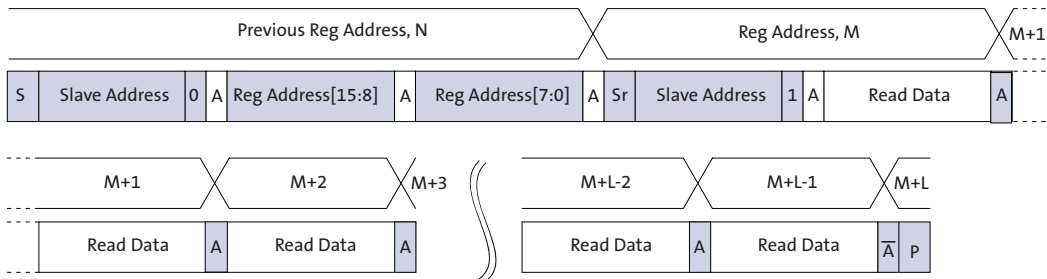 Previous Reg Address, N Reg Address, M M+1
S Slave Address 0 A Reg Address[15:8] A Reg Address[7:0] A Sr Slave Address 1 A Read Data A
M+1 M+2 M+3 M+L-2 M+L-1 M+L
Read Data A Read Data A Read Data A Read Data A̅ P